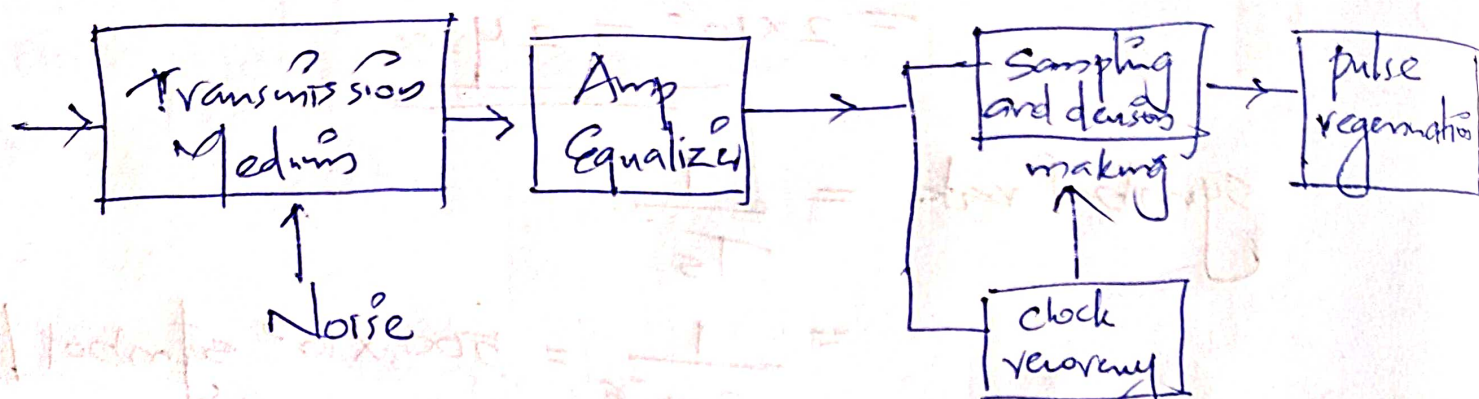 Transmission
Medium
Noise
Amp
Equalizer
Sampling
and decision
making
clock
recovery
pulse
regeneration